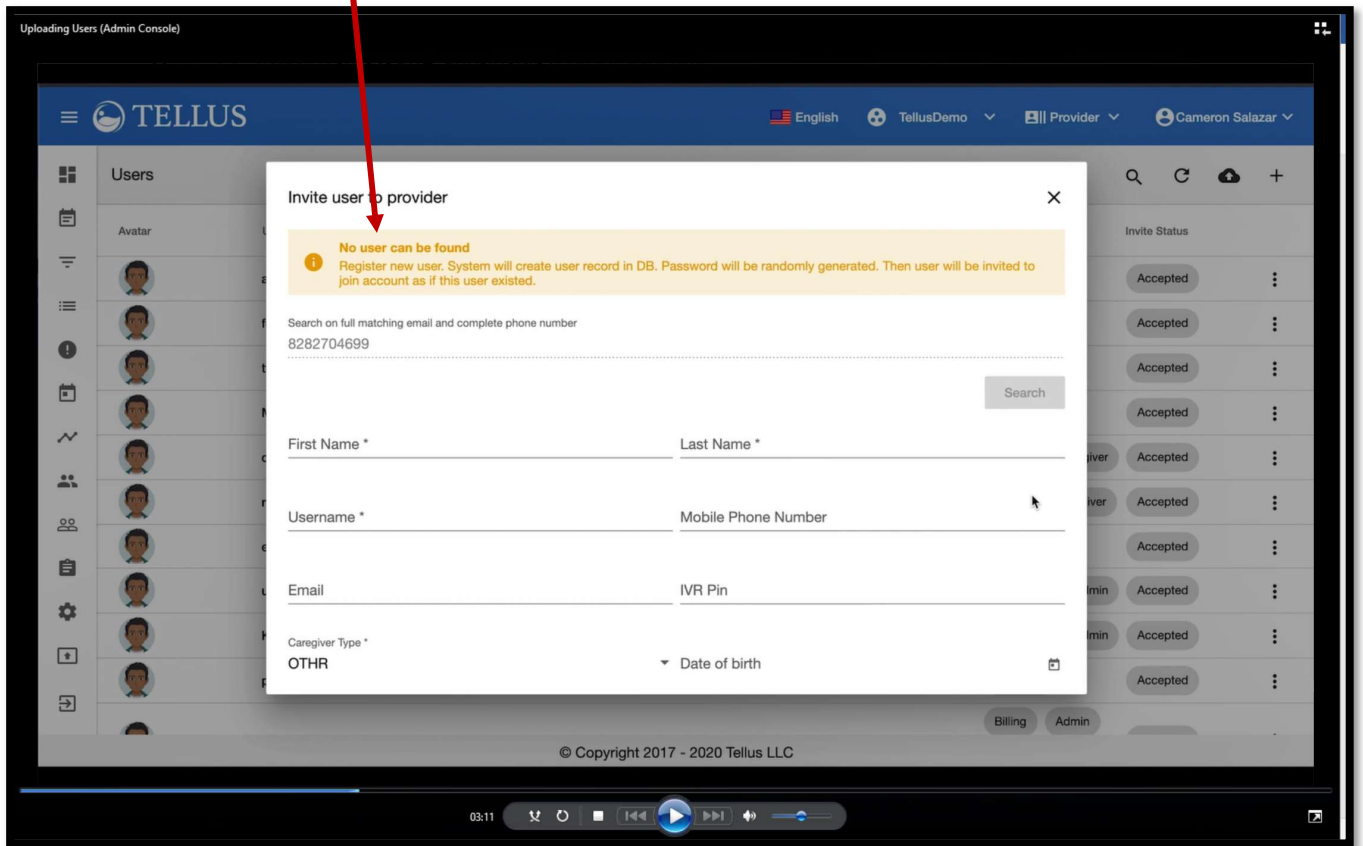 Uploading Users (Admin Console)
TELLUS
English
TellusDemo
Provider
Cameron Salazar
Users
Invite user to provider
Avatar
Invite Status
No user can be found
Register new user. System will create user record in DB. Password will be randomly generated. Then user will be invited to
join account as if this user existed.
Accepted
Search on full matching email and complete phone number
8282704699
Accepted
Accepted
Search
Accepted
First Name *
Last Name *
Accepted
Username *
Mobile Phone Number
Accepted
Accepted
Email
IVR Pin
Accepted
Caregiver Type *
Accepted
OTHR
Date of birth
Accepted
Billing
Admin
© Copyright 2017 - 2020 Tellus LLC
03:11